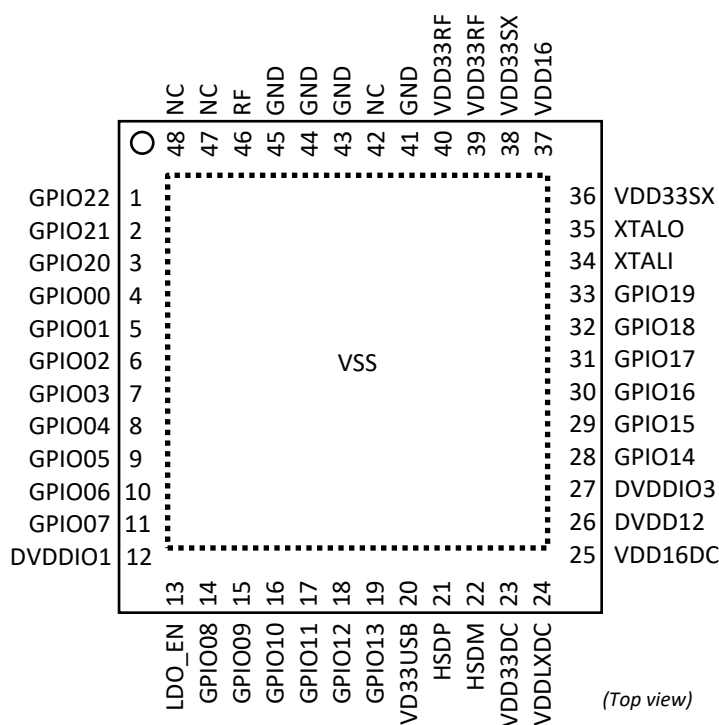 NC NC RF GND GND GND NC GND VDD33RF VDD33RF VDD33SX VDD16
48 47 46 45 44 43 42 41 40 39 38 37
GPIO22 1 36 VDD33SX
GPIO21 2 35 XTALO
GPIO20 3 34 XTALI
GPIO00 4 33 GPIO19
GPIO01 5 32 GPIO18
GPIO02 6 VSS 31 GPIO17
GPIO03 7 30 GPIO16
GPIO04 8 29 GPIO15
GPIO05 9 28 GPIO14
GPIO06 10 27 DVDDIO3
GPIO07 11 26 DVDD12
DVDDIO1 12 25 VDD16DC
13 14 15 16 17 18 19 20 21 22 23 24
LDO_EN GPIO08 GPIO09 GPIO10 GPIO11 GPIO12 GPIO13 VD33USB HSDP HSDM VDD33DC VDDLXDC
(Top view)